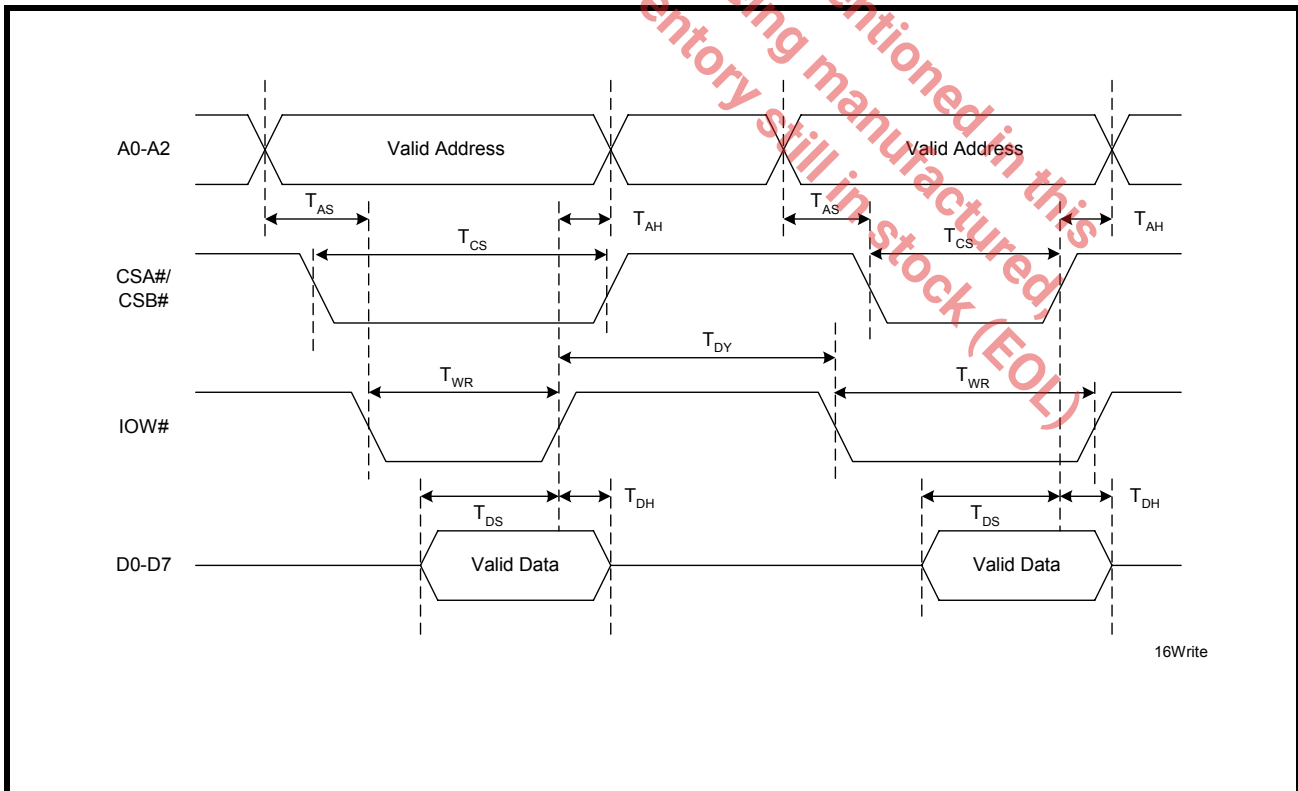 entioned in this
ing manufactured,
entory still in stock (EOL)
A0-A2
Valid Address
Valid Address
TAS
TAH
TAS
TAH
TCS
TCS
CSA#/
CSB#
TDY
TWR
TWR
IOW#
TDS
TDH
TDS
TDH
D0-D7
Valid Data
Valid Data
16Write